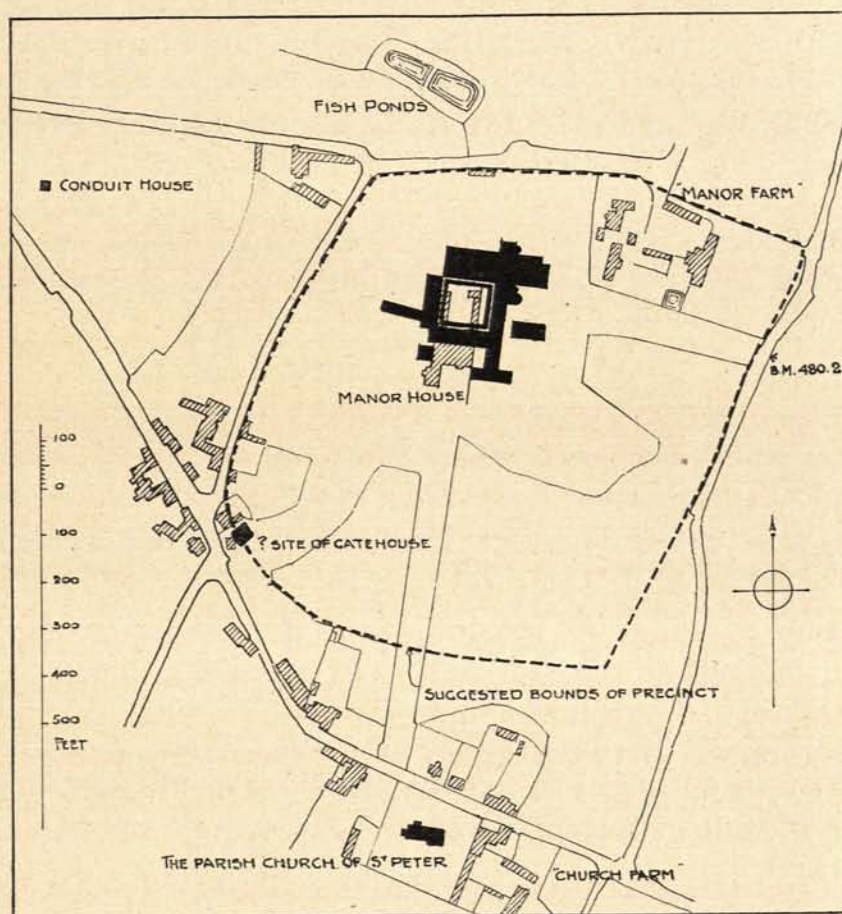 FISH PONDS
CONDUIT HOUSE
"MANOR FARM"
B.M. 480.2
MANOR HOUSE
100
0
100
200
300
400
500
FEET
? SITE OF GATEHOUSE
SUGGESTED BOUNDS OF PRECINCT
THE PARISH CHURCH OF ST PETER
"CHURCH FARM"